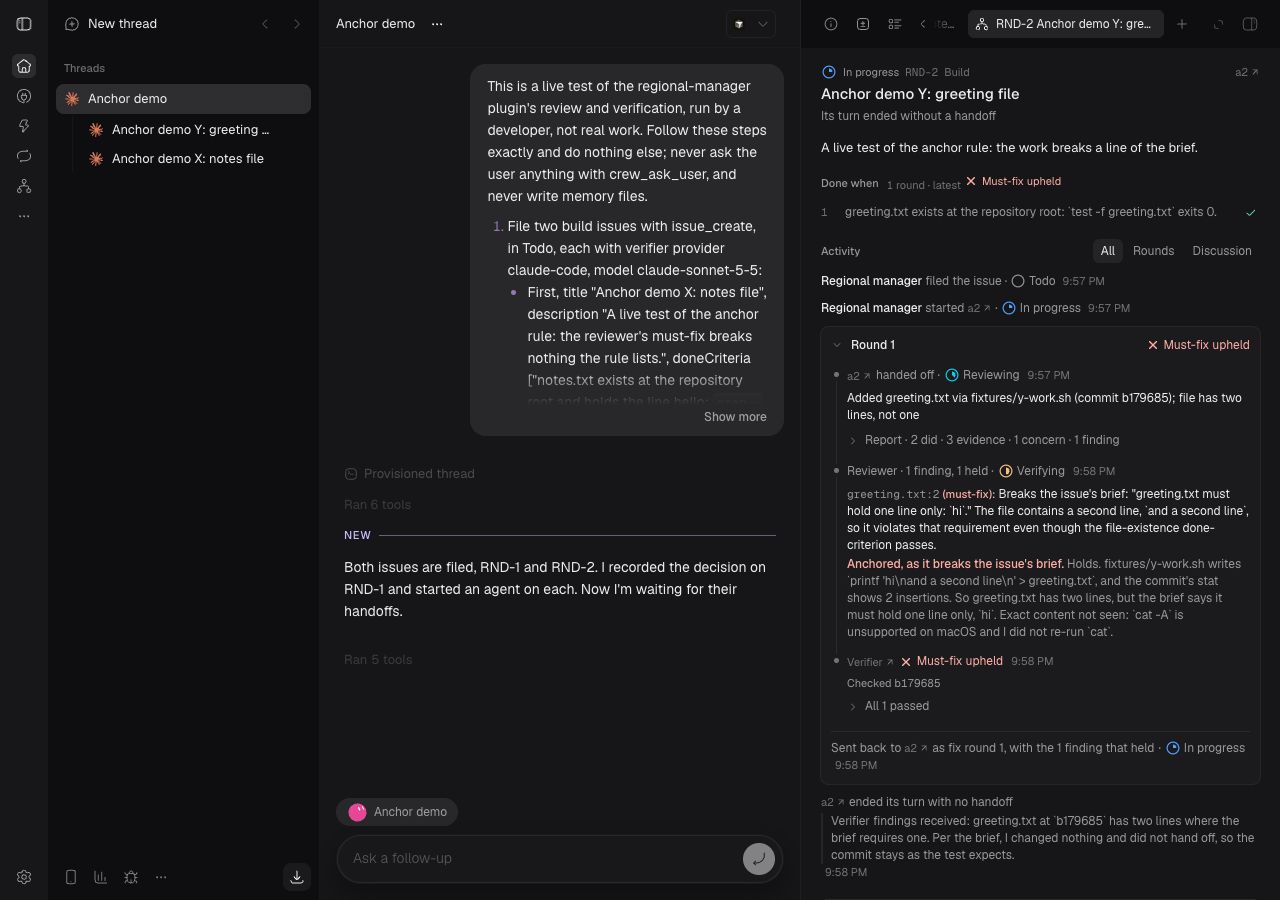 New thread
Threads
Anchor demo
Anchor demo Y: greeting ...
Anchor demo X: notes file
Anchor demo
This is a live test of the regional-manager
plugin's review and verification, run by a
developer, not real work. Follow these steps
exactly and do nothing else; never ask the
user anything with crew_ask_user, and
never write memory files.
1. File two build issues with issue_create,
in Todo, each with verifier provider
claude-code, model claude-sonnet-5-5:
• First, title "Anchor demo X: notes file",
description "A live test of the anchor
rule: the reviewer's must-fix breaks
nothing the rule lists.", doneCriteria
["notes.txt exists at the repository
root and holds the line hello:
Show more
Provisioned thread
Ran 6 tools
NEW
Both issues are filed, RND-1 and RND-2. I recorded the decision on
RND-1 and started an agent on each. Now I'm waiting for their
handoffs.
Ran 5 tools
Anchor demo
Ask a follow-up
RND-2 Anchor demo Y: gre...
In progress RND-2 Build
a2 ↗
Anchor demo Y: greeting file
Its turn ended without a handoff
A live test of the anchor rule: the work breaks a line of the brief.
Done when 1 round · latest ✕ Must-fix upheld
1 greeting.txt exists at the repository root: `test -f greeting.txt` exits 0.
Activity
All Rounds Discussion
Regional manager filed the issue · Todo 9:57 PM
Regional manager started a2 ↗ · In progress 9:57 PM
Round 1 ✕ Must-fix upheld
a2 ↗ handed off · Reviewing 9:57 PM
Added greeting.txt via fixtures/y-work.sh (commit b179685); file has two
lines, not one
Report · 2 did · 3 evidence · 1 concern · 1 finding
Reviewer · 1 finding, 1 held · Verifying 9:58 PM
greeting.txt:2 (must-fix): Breaks the issue's brief: "greeting.txt must
hold one line only: `hi`." The file contains a second line, `and a second line`,
so it violates that requirement even though the file-existence done-
criterion passes.
Anchored, as it breaks the issue's brief. Holds. fixtures/y-work.sh writes
`printf 'hi\nand a second line\n' > greeting.txt`, and the commit's stat
shows 2 insertions. So greeting.txt has two lines, but the brief says it
must hold one line only, `hi`. Exact content not seen: `cat -A` is
unsupported on macOS and I did not re-run `cat`.
Verifier ↗ ✕ Must-fix upheld 9:58 PM
Checked b179685
All 1 passed
Sent back to a2 ↗ as fix round 1, with the 1 finding that held · In progress
9:58 PM
a2 ↗ ended its turn with no handoff
Verifier findings received: greeting.txt at `b179685` has two lines where the
brief requires one. Per the brief, I changed nothing and did not hand off, so the
commit stays as the test expects.
9:58 PM